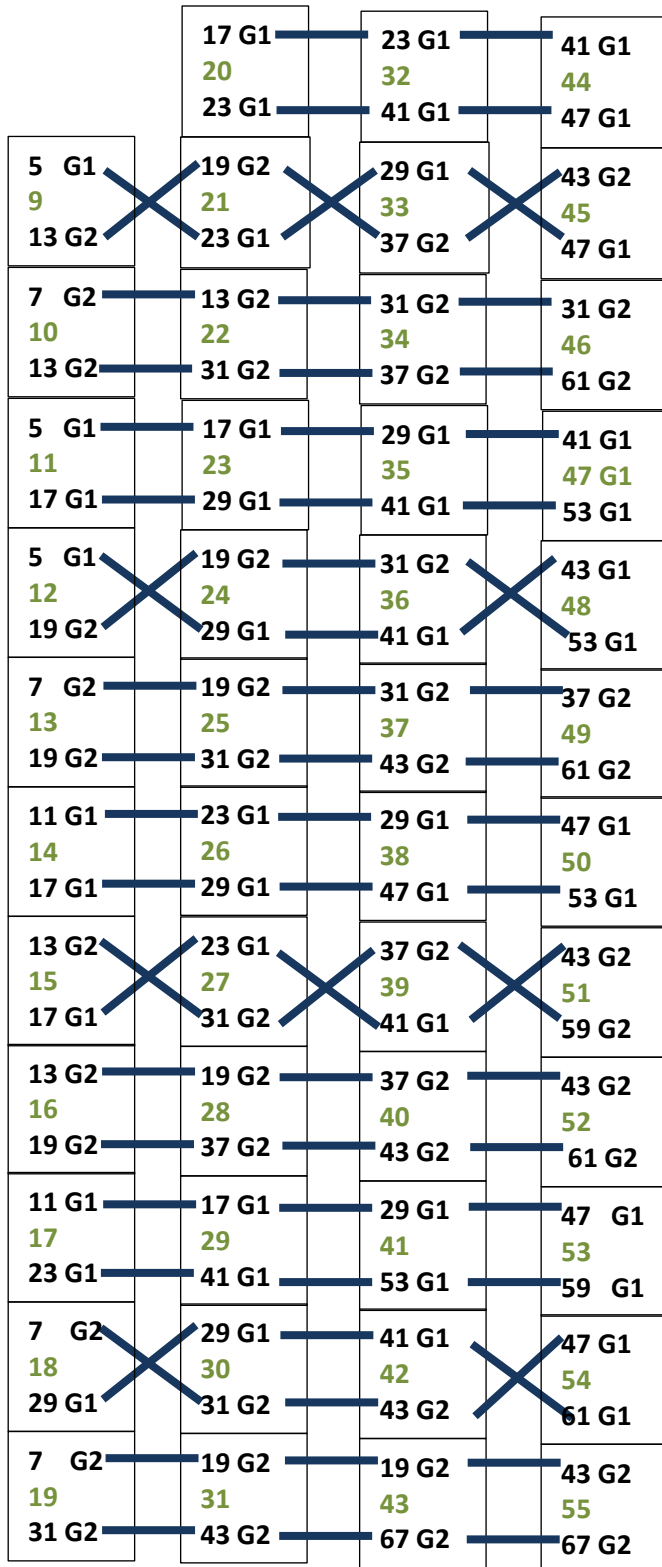 17 G1
20
23 G1
23 G1
32
41 G1
41 G1
44
47 G1
5 G1
9
13 G2
19 G2
21
23 G1
29 G1
33
37 G2
43 G2
45
47 G1
7 G2
10
13 G2
13 G2
22
31 G2
31 G2
34
37 G2
31 G2
46
61 G2
5 G1
11
17 G1
17 G1
23
29 G1
29 G1
35
41 G1
41 G1
47 G1
53 G1
5 G1
12
19 G2
19 G2
24
29 G1
31 G2
36
41 G1
43 G1
48
53 G1
7 G2
13
19 G2
19 G2
25
31 G2
31 G2
37
43 G2
37 G2
49
61 G2
11 G1
14
17 G1
23 G1
26
29 G1
29 G1
38
47 G1
47 G1
50
53 G1
13 G2
15
17 G1
23 G1
27
31 G2
37 G2
39
41 G1
43 G2
51
59 G2
13 G2
16
19 G2
19 G2
28
37 G2
37 G2
40
43 G2
43 G2
52
61 G2
11 G1
17
23 G1
17 G1
29
41 G1
29 G1
41
53 G1
47 G1
53
59 G1
7 G2
18
29 G1
29 G1
30
31 G2
41 G1
42
43 G2
47 G1
54
61 G1
7 G2
19
31 G2
19 G2
31
43 G2
19 G2
43
67 G2
43 G2
55
67 G2